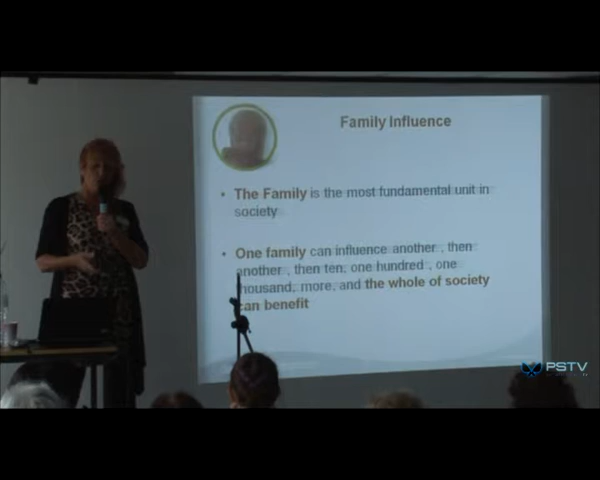 Family Influence
• The Family is the most fundamental unit in
society
• One family can influence another , then
another , then ten, one hundred , one
thousand, more, and the whole of society
can benefit
PSTV